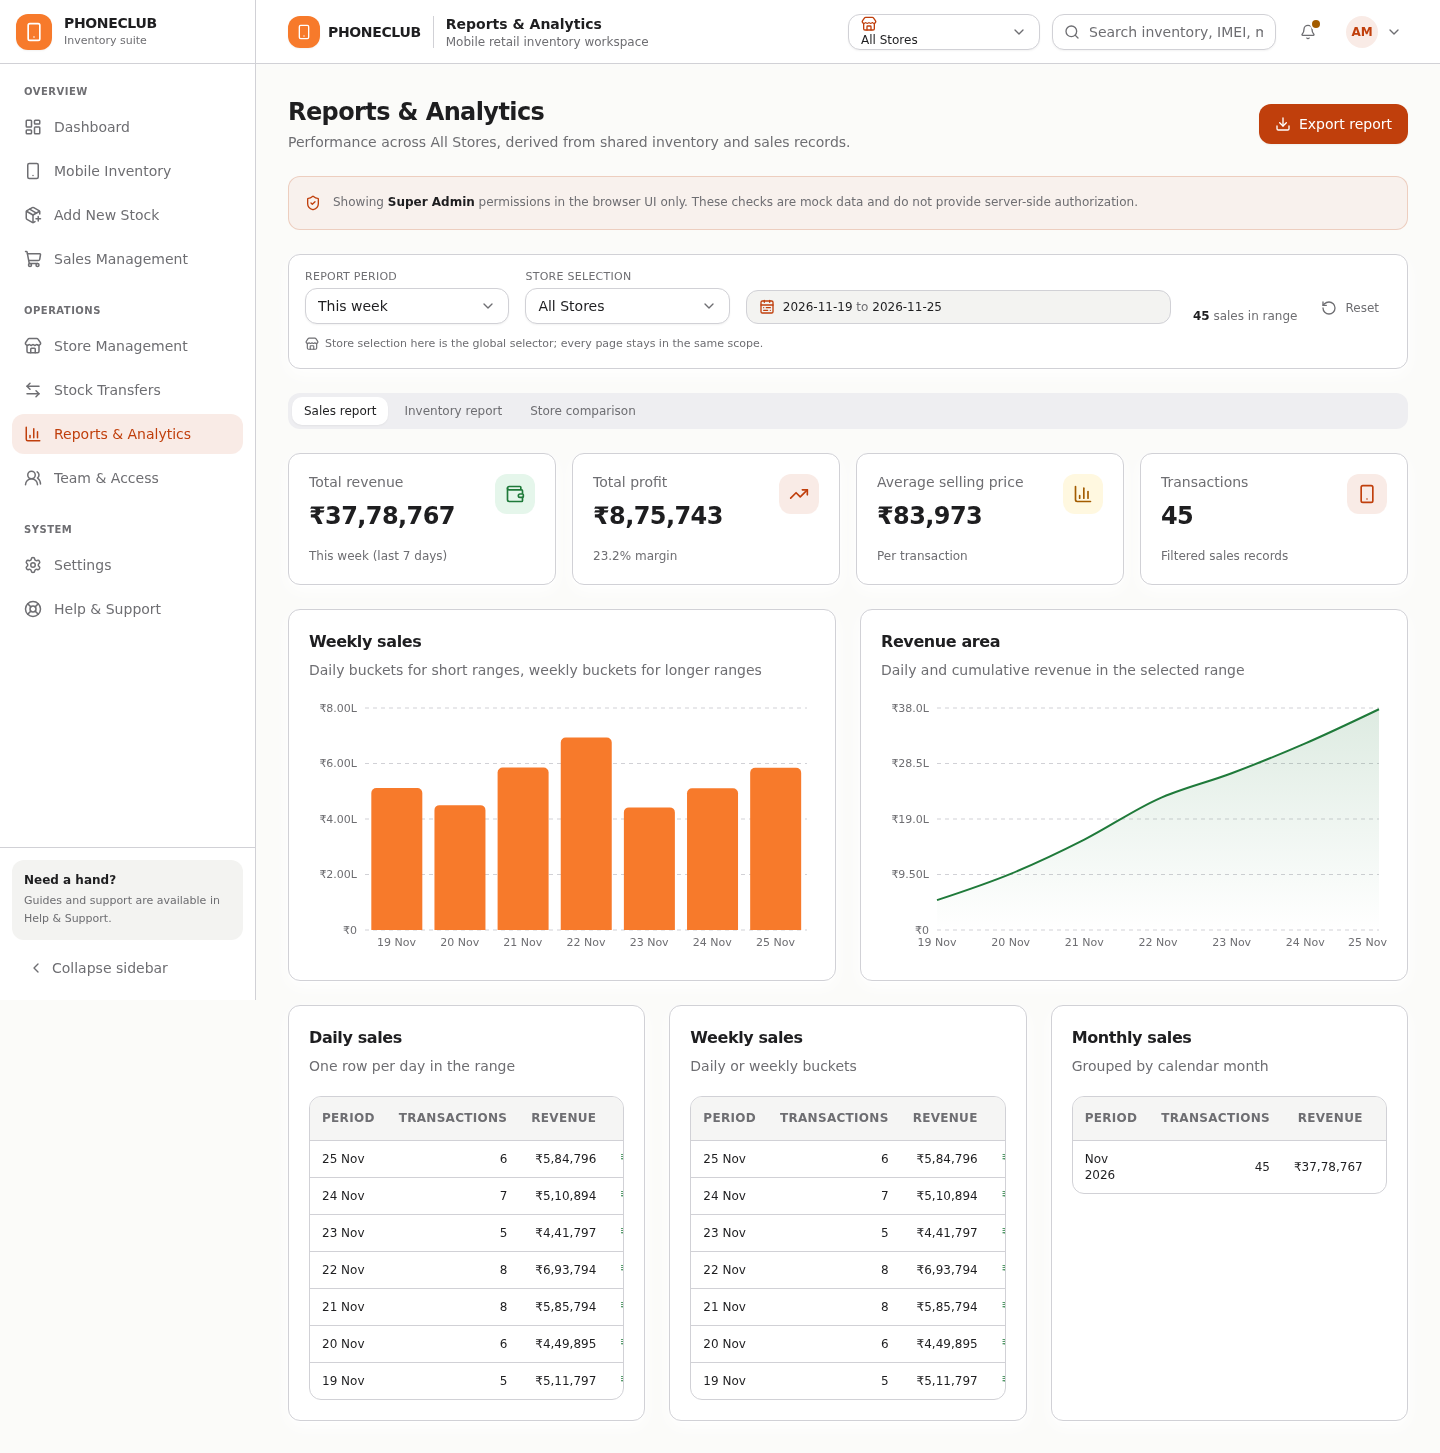 PHONECLUB
Inventory suite
OVERVIEW
Dashboard
Mobile Inventory
Add New Stock
Sales Management
OPERATIONS
Store Management
Stock Transfers
Reports & Analytics
Team & Access
SYSTEM
Settings
Help & Support
Need a hand?
Guides and support are available in
Help & Support.
Collapse sidebar
PHONECLUB
Reports & Analytics
Mobile retail inventory workspace
All Stores
Search inventory, IMEI, n
AM
Reports & Analytics
Performance across All Stores, derived from shared inventory and sales records.
Export report
Showing Super Admin permissions in the browser UI only. These checks are mock data and do not provide server-side authorization.
REPORT PERIOD
STORE SELECTION
This week
All Stores
2026-11-19 to 2026-11-25
45 sales in range
Reset
Store selection here is the global selector; every page stays in the same scope.
Sales report
Inventory report
Store comparison
Total revenue
₹37,78,767
This week (last 7 days)
Total profit
₹8,75,743
23.2% margin
Average selling price
₹83,973
Per transaction
Transactions
45
Filtered sales records
Weekly sales
Daily buckets for short ranges, weekly buckets for longer ranges
₹8.00L
₹6.00L
₹4.00L
₹2.00L
₹0
19 Nov 20 Nov 21 Nov 22 Nov 23 Nov 24 Nov 25 Nov
Revenue area
Daily and cumulative revenue in the selected range
₹38.0L
₹28.5L
₹19.0L
₹9.50L
₹0
19 Nov 20 Nov 21 Nov 22 Nov 23 Nov 24 Nov 25 Nov
Daily sales
One row per day in the range
PERIOD TRANSACTIONS REVENUE
25 Nov 6 ₹5,84,796
24 Nov 7 ₹5,10,894
23 Nov 5 ₹4,41,797
22 Nov 8 ₹6,93,794
21 Nov 8 ₹5,85,794
20 Nov 6 ₹4,49,895
19 Nov 5 ₹5,11,797
Weekly sales
Daily or weekly buckets
PERIOD TRANSACTIONS REVENUE
25 Nov 6 ₹5,84,796
24 Nov 7 ₹5,10,894
23 Nov 5 ₹4,41,797
22 Nov 8 ₹6,93,794
21 Nov 8 ₹5,85,794
20 Nov 6 ₹4,49,895
19 Nov 5 ₹5,11,797
Monthly sales
Grouped by calendar month
PERIOD TRANSACTIONS REVENUE
Nov
2026 45 ₹37,78,767